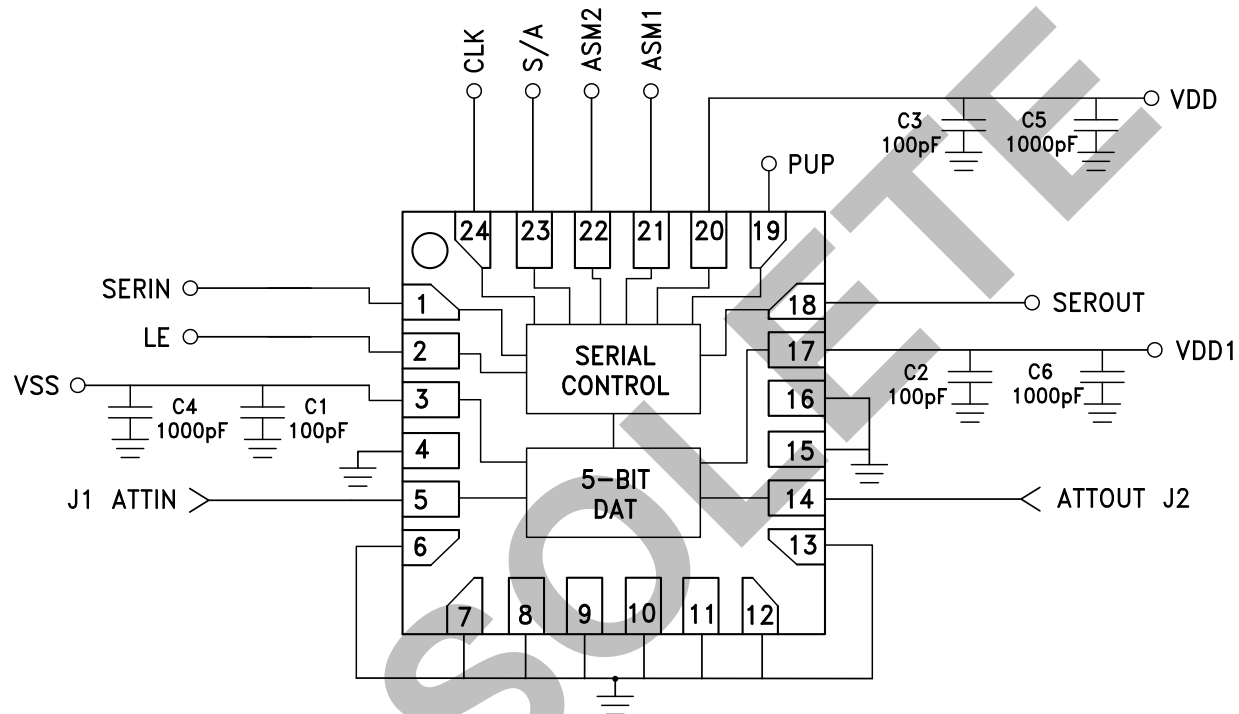 CLK
S/A
ASM2
ASM1
VDD
C3
100pF
C5
1000pF
PUP
24
23
22
21
20
19
SERIN
1
18
SEROUT
LE
2
SERIAL
CONTROL
17
VDD1
VSS
3
16
C2
100pF
C6
1000pF
C4
1000pF
C1
100pF
4
15
J1 ATTIN
5
5-BIT
DAT
14
ATTOUT J2
6
13
7
8
9
10
11
12
SOLETE